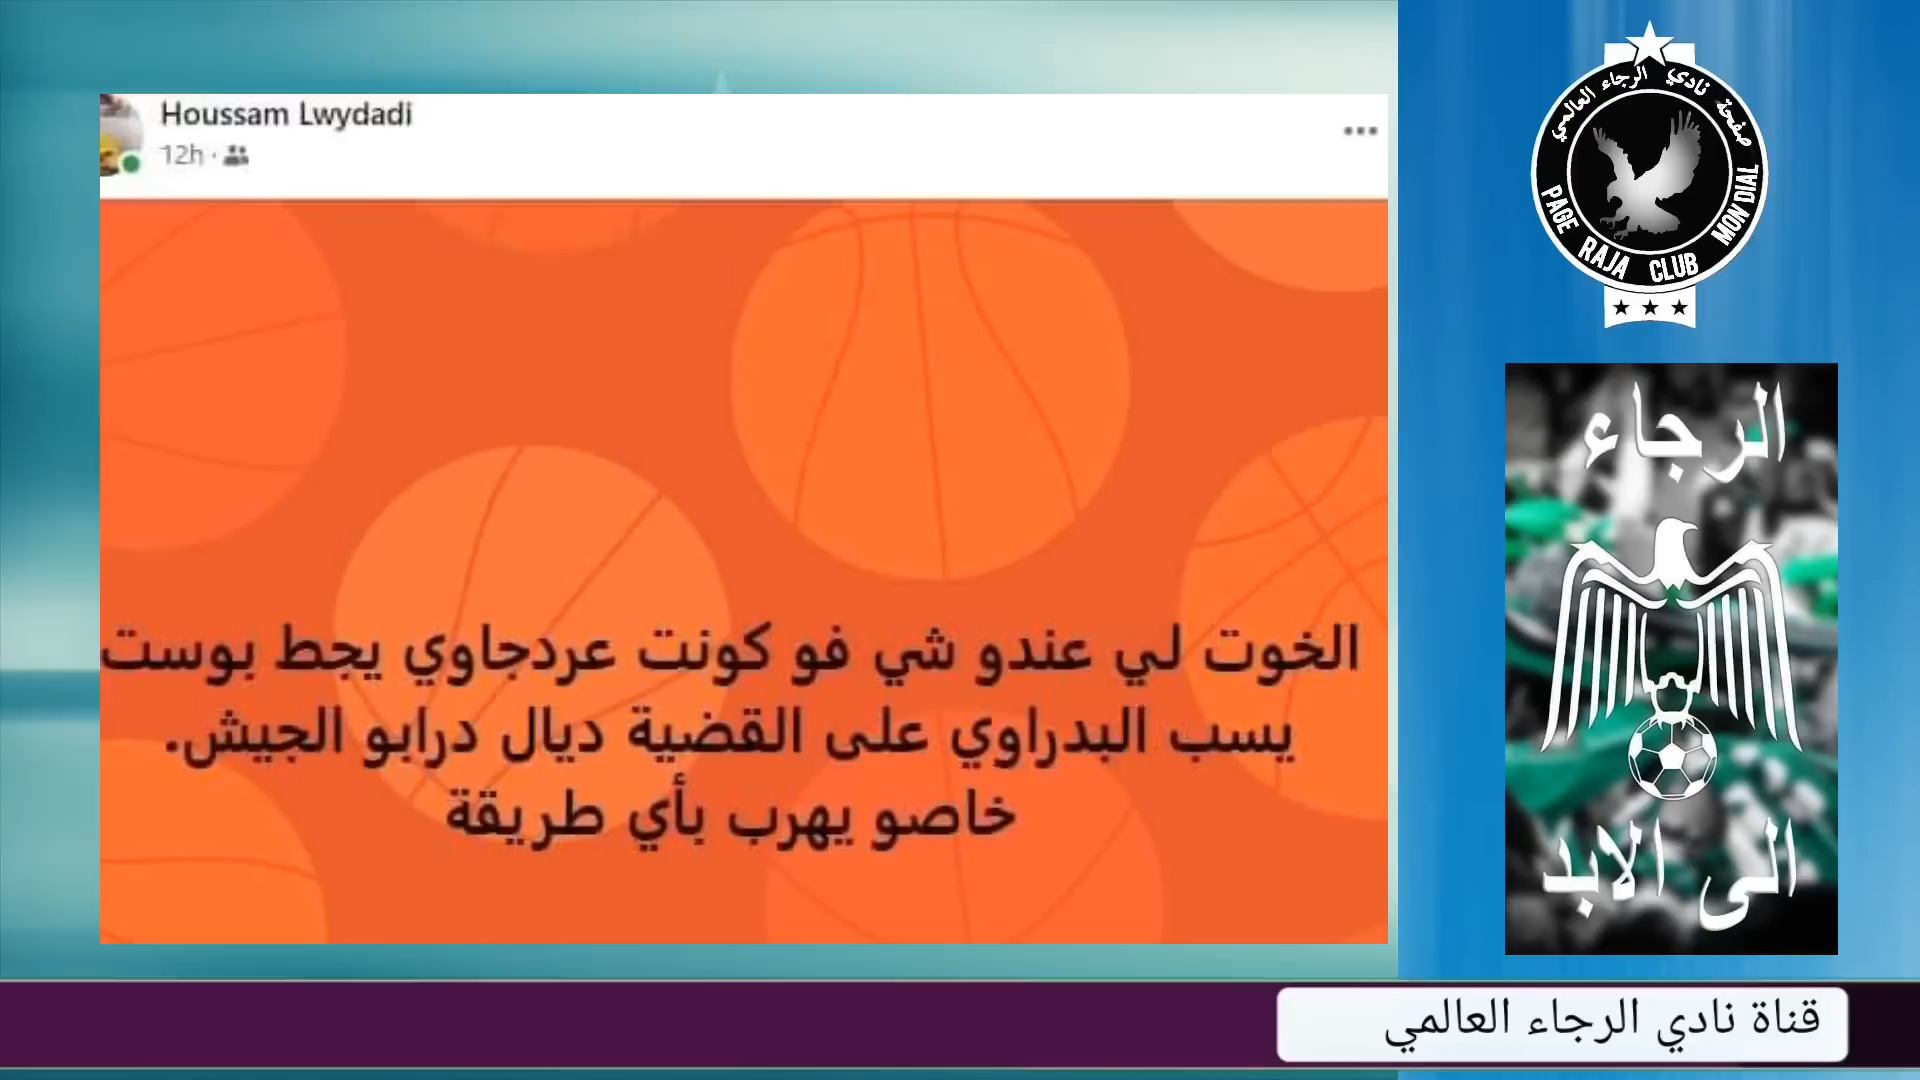 Houssam Lwydadi
12h ·
الخوت لي عندو شي فو كونت عردجاوي يجط بوست
يسب البدراوي على القضية ديال درابو الجيش.
خاصو يهرب بأي طريقة
صفحة نادي الرجاء العالمي
PAGE RAJA CLUB MONDIAL
الرجاء
الى الابد
قناة نادي الرجاء العالمي